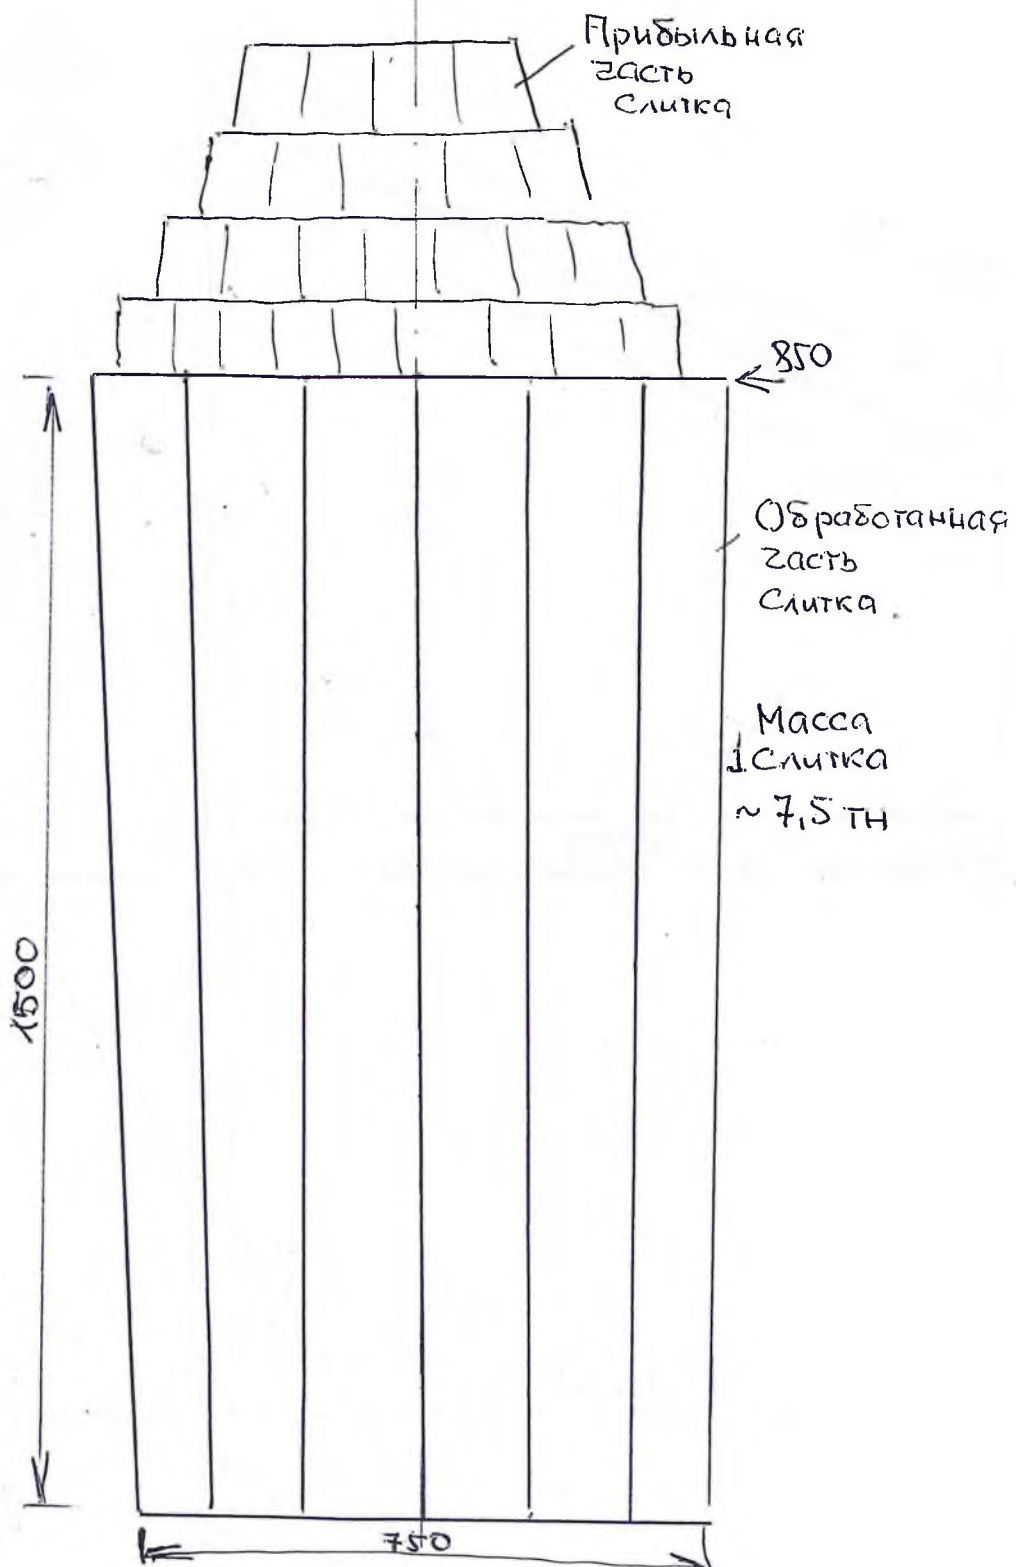 Прибыльная
часть
слитка
850
Обработанная
часть
слитка.
Масса
1 слитка
~ 7,5 тн
1500
750